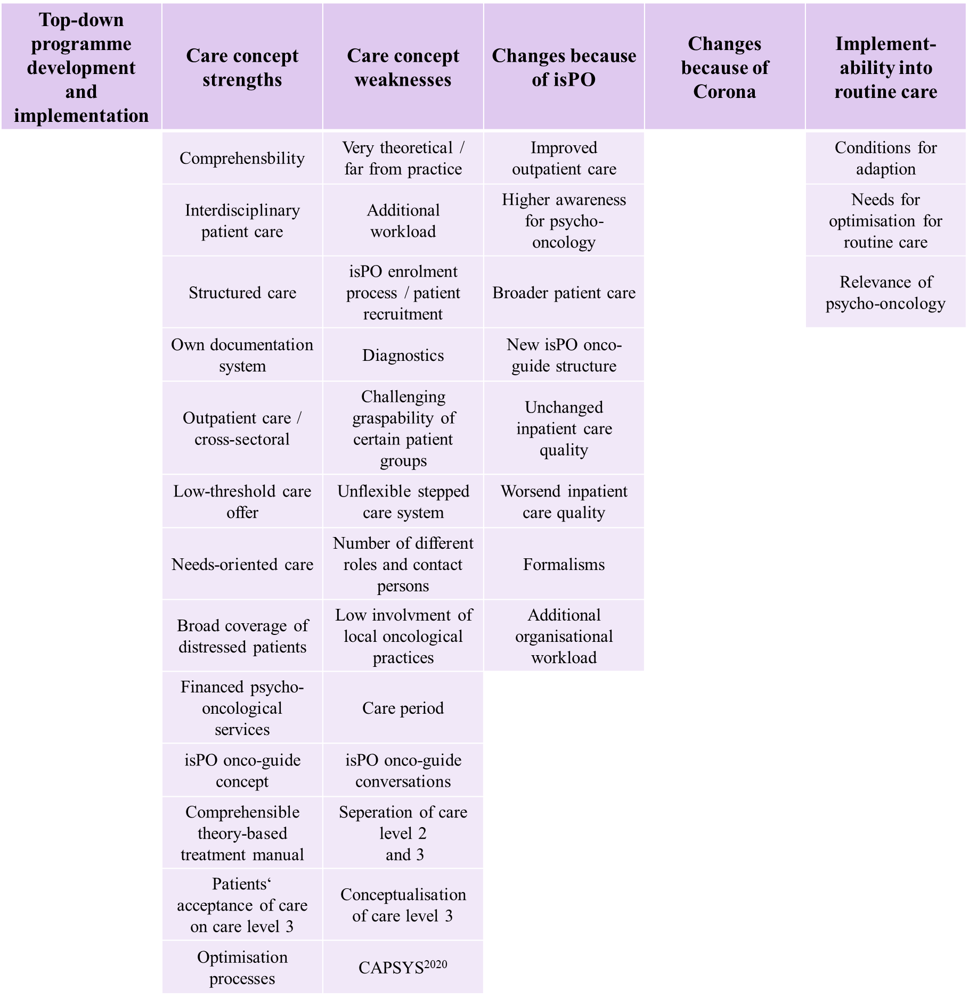 Top-down
programme
development
and
implementation
Care concept
strengths
Care concept
weaknesses
Changes because
of isPO
Changes
because of
Corona
Implement-
ability into
routine care
Comprehensbility
Very theoretical /
far from practice
Improved
outpatient care
Conditions for
adaption
Interdisciplinary
patient care
Additional
workload
Higher awareness
for psycho-
oncology
Needs for
optimisation for
routine care
Structured care
isPO enrolment
process / patient
recruitment
Broader patient care
Relevance of
psycho-oncology
Own documentation
system
Diagnostics
New isPO onco-
guide structure
Outpatient care /
cross-sectoral
Challenging
graspability of
certain patient
groups
Unchanged
inpatient care
quality
Low-threshold care
offer
Unflexible stepped
care system
Worsend inpatient
care quality
Needs-oriented care
Number of different
roles and contact
persons
Formalisms
Broad coverage of
distressed patients
Low involvment of
local oncological
practices
Additional
organisational
workload
Financed psycho-
oncological
services
Care period
isPO onco-guide
concept
isPO onco-guide
conversations
Comprehensible
theory-based
treatment manual
Seperation of care
level 2
and 3
Patients‘
acceptance of care
on care level 3
Conceptualisation
of care level 3
Optimisation
processes
CAPSYS²⁰²⁰